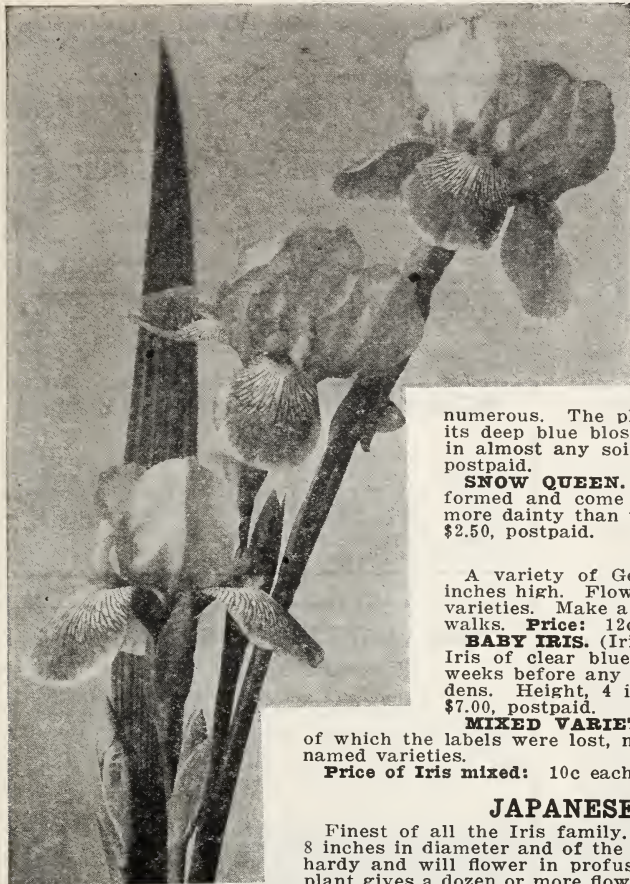 numerous. The pl
its deep blue blos
in almost any soi
postpaid.
SNOW QUEEN.
formed and come
more dainty than
$2.50, postpaid.
A variety of Ge
inches high. Flow
varieties. Make a
walks. Price: 12c
BABY IRIS. (Iri
Iris of clear blue
weeks before any
dens. Height, 4 i
$7.00, postpaid.
MIXED VARIET
of which the labels were lost, n
named varieties.
Price of Iris mixed: 10c each
JAPANESE
Finest of all the Iris family.
8 inches in diameter and of the
hardy and will flower in profus
plant gives a dozen or more flow